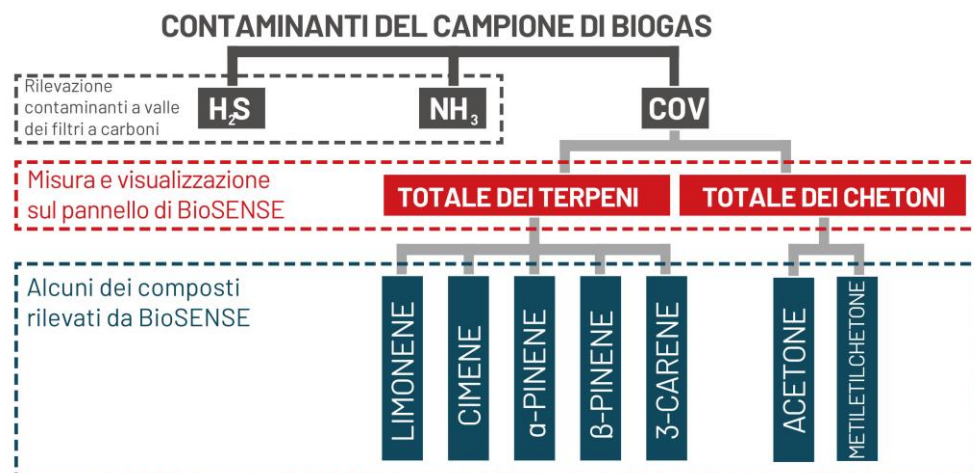 CONTAMINANTI DEL CAMPIONE DI BIOGAS
Rilevazione
contaminanti a valle
dei filtri a carboni
H₂S
NH₃
COV
Misura e visualizzazione
sul pannello di BioSENSE
TOTALE DEI TERPENI
TOTALE DEI CHETONI
Alcuni dei composti
rilevati da BioSENSE
LIMONENE
CIMENE
α-PINENE
β-PINENE
3-CARENE
ACETONE
METILETILCHETONE